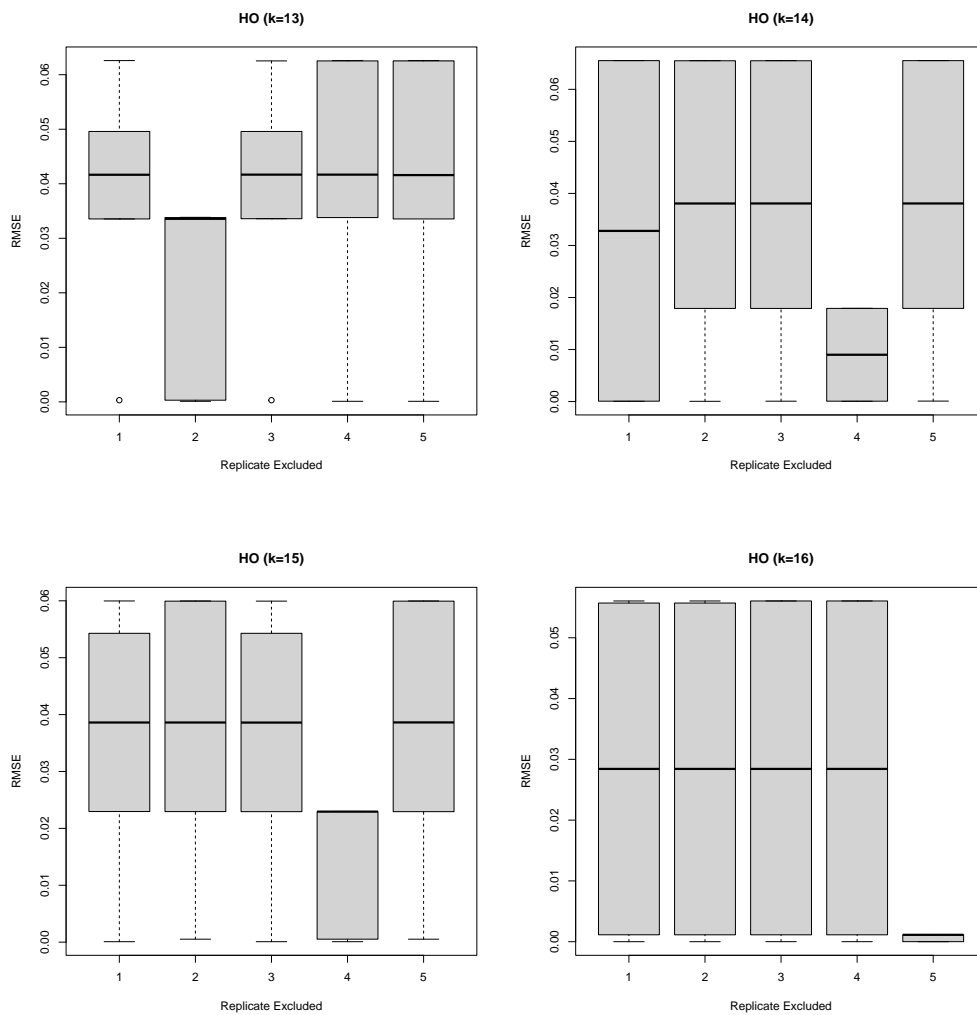 HO (k=13)
RMSE
0.00 0.01 0.02 0.03 0.04 0.05 0.06
1 2 3 4 5
Replicate Excluded
HO (k=14)
RMSE
0.00 0.01 0.02 0.03 0.04 0.05 0.06
1 2 3 4 5
Replicate Excluded
HO (k=15)
RMSE
0.00 0.01 0.02 0.03 0.04 0.05 0.06
1 2 3 4 5
Replicate Excluded
HO (k=16)
RMSE
0.00 0.01 0.02 0.03 0.04 0.05
1 2 3 4 5
Replicate Excluded